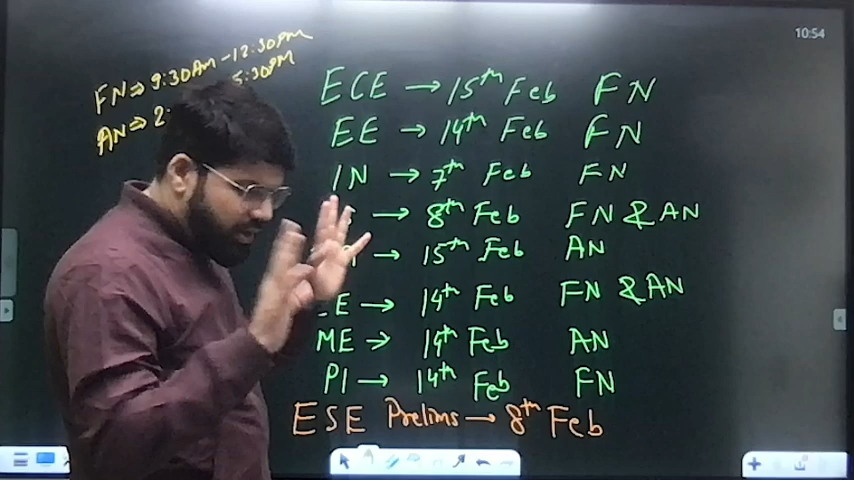 10:54
FN ⇒ 9:30AM - 12:30PM
AN ⇒ 2: 5:30PM
ECE → 15th Feb FN
EE → 14th Feb FN
IN → 7th Feb FN
→ 8th Feb FN & AN
→ 15th Feb AN
E → 14th Feb FN & AN
ME → 14th Feb AN
PI → 14th Feb FN
ESE Prelims → 8th Feb